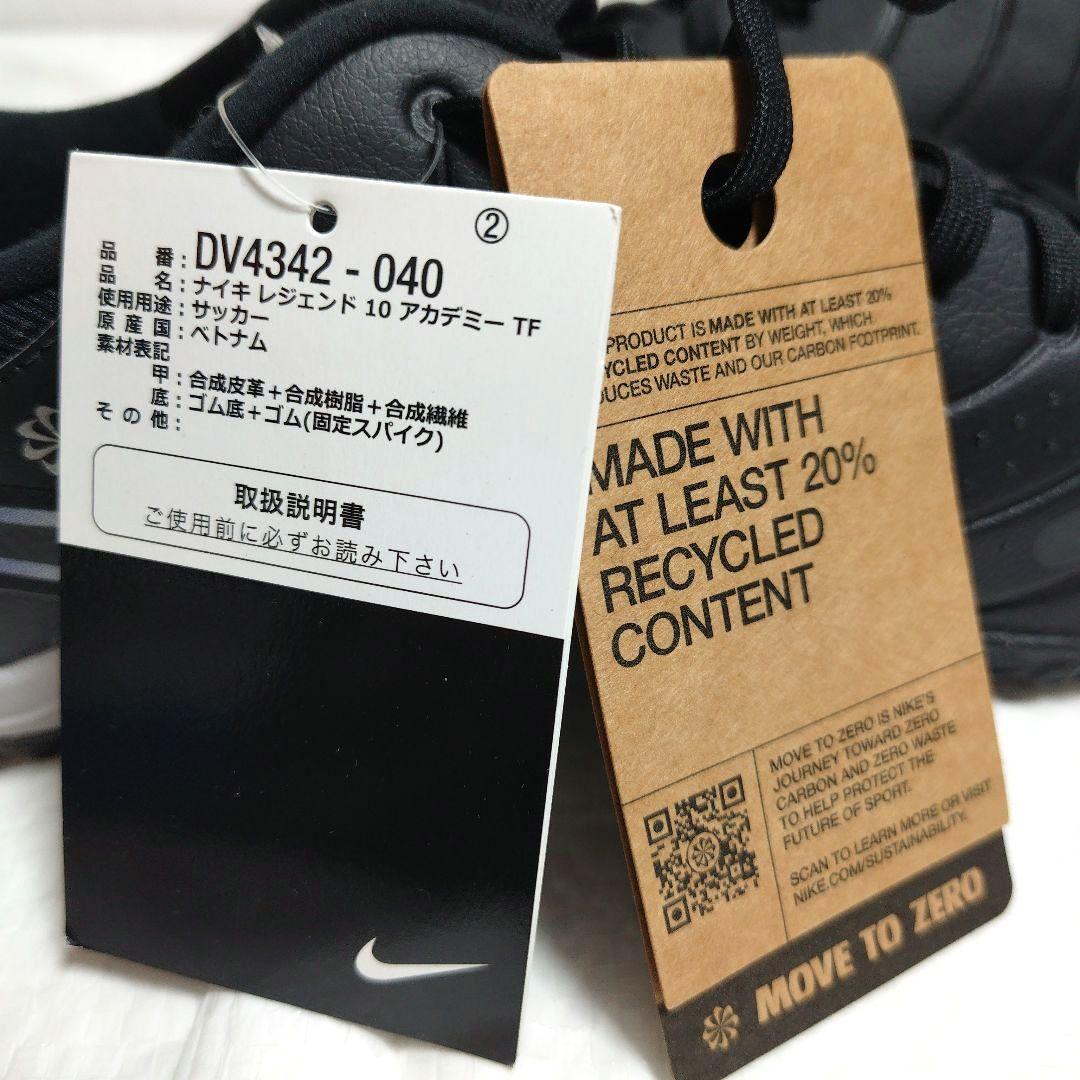 ②
品番：DV4342-040
品名：ナイキ レジェンド 10 アカデミー TF
使用用途：サッカー
原産国：ベトナム
素材表記
甲：合成皮革＋合成樹脂＋合成繊維
底：ゴム底＋ゴム(固定スパイク)
その他：
取扱説明書
ご使用前に必ずお読み下さい
PRODUCT IS MADE WITH AT LEAST 20%
CONTENT BY WEIGHT, WHICH
WASTE AND OUR CARBON FOOTPRINT.
MADE WITH
AT LEAST 20%
RECYCLED
CONTENT
MOVE TO ZERO IS NIKE'S
JOURNEY TOWARD ZERO
CARBON AND ZERO WASTE
TO HELP PROTECT THE
FUTURE OF SPORT.
SCAN TO LEARN MORE OR VISIT
NIKE.COM/SUSTAINABILITY.
MOVE TO ZERO